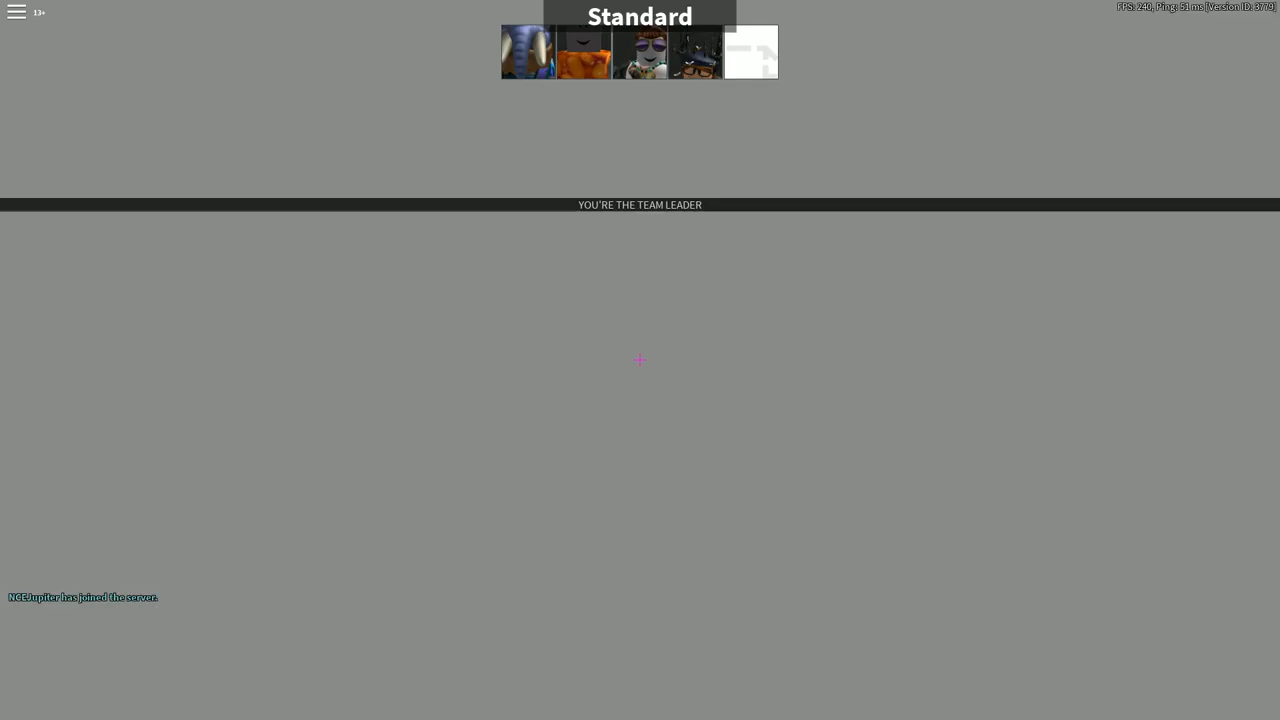 13+
Standard
FPS: 240, Ping: 51 ms [Version ID: 3779]
YOU'RE THE TEAM LEADER
NCEJupiter has joined the server.